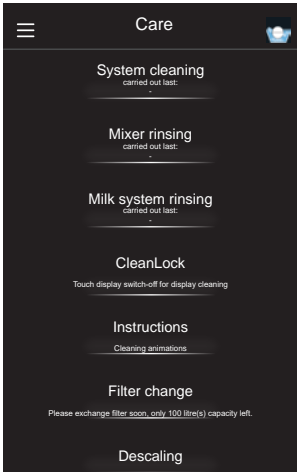 Care
System cleaning
carried out last:
-
Mixer rinsing
carried out last:
-
Milk system rinsing
carried out last:
-
CleanLock
Touch display switch-off for display cleaning
Instructions
Cleaning animations
Filter change
Please exchange filter soon, only 100 litre(s) capacity left.
Descaling